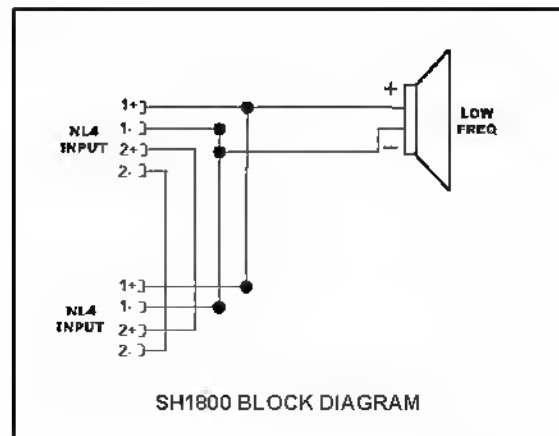 1+
1-
NL4
INPUT
2+
2-
+
−
LOW
FREQ
1+
1-
NL4
INPUT
2+
2-
SH1800 BLOCK DIAGRAM